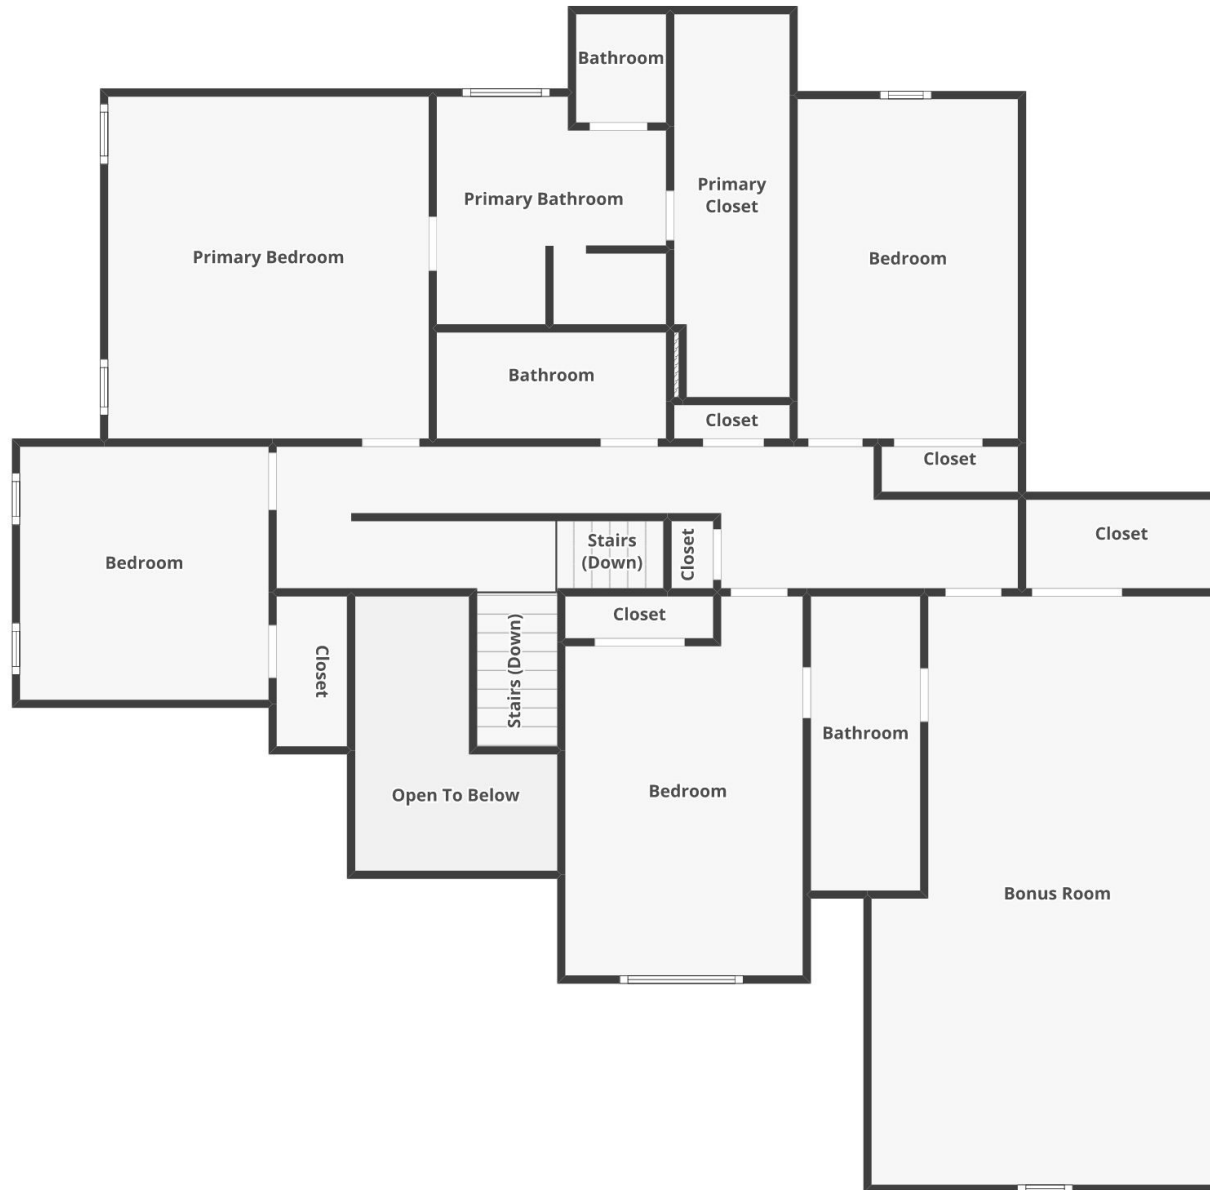 Bathroom
Primary Bathroom
Primary
Closet
Primary Bedroom
Bedroom
Bathroom
Closet
Closet
Closet
Bedroom
Stairs
(Down)
Closet
Closet
Closet
Stairs (Down)
Bathroom
Open To Below
Bedroom
Bonus Room